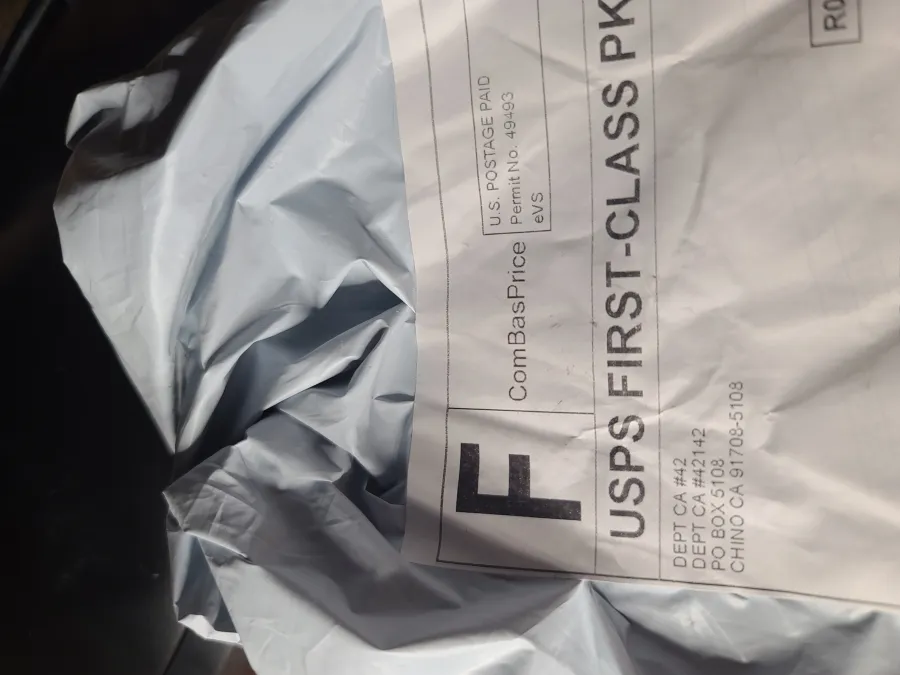 F
ComBasPrice
U.S. POSTAGE PAID
Permit No. 49493
eVS
USPS FIRST-CLASS PK
R0
DEPT CA #42
DEPT CA #42142
PO BOX 5108
CHINO CA 91708-5108